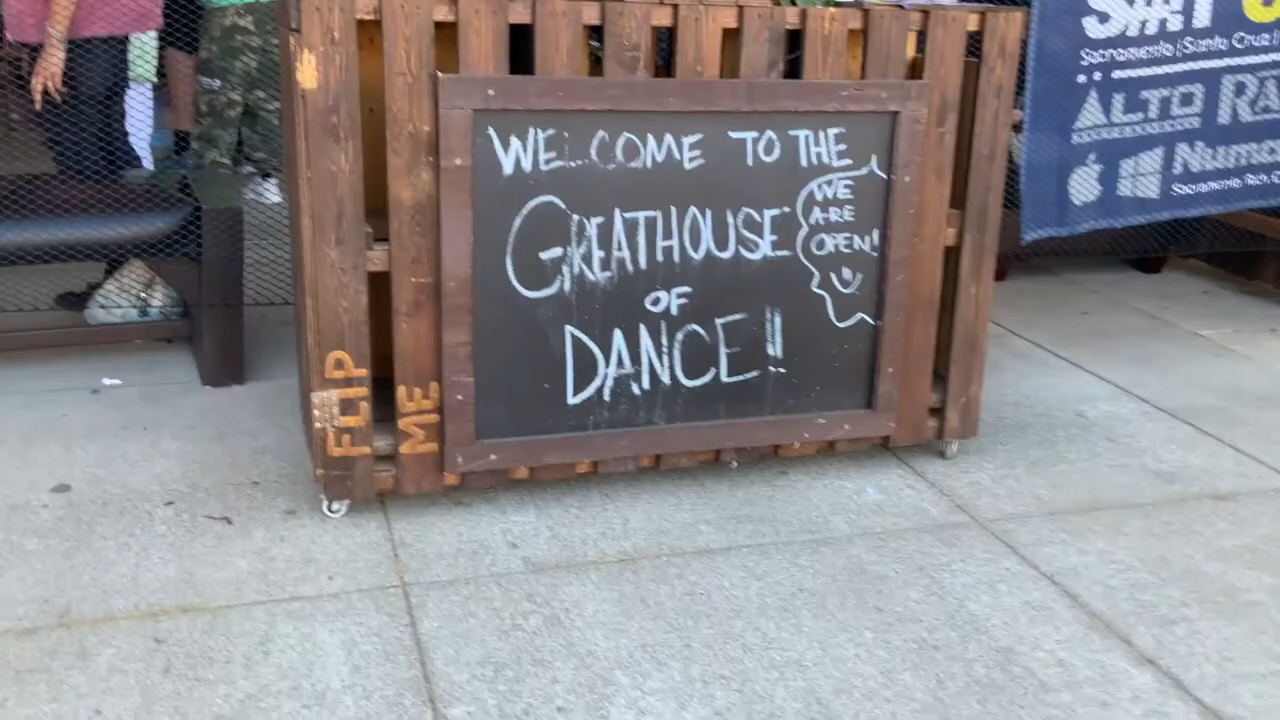 WELCOME TO THE
GREATHOUSE
OF
DANCE!!
WE
ARE
OPEN!
FLIP
ME
Sacramento | Santa Cruz |
ALTO